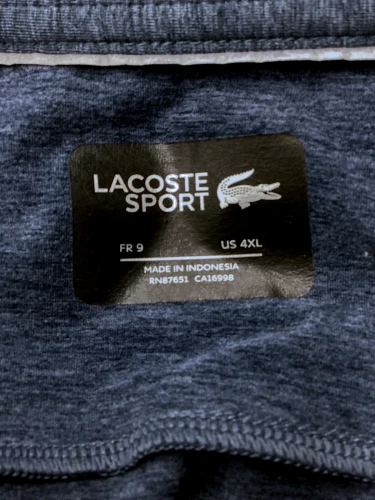 LACOSTE
SPORT
FR 9 US 4XL
MADE IN INDONESIA
RN87651 CA16998